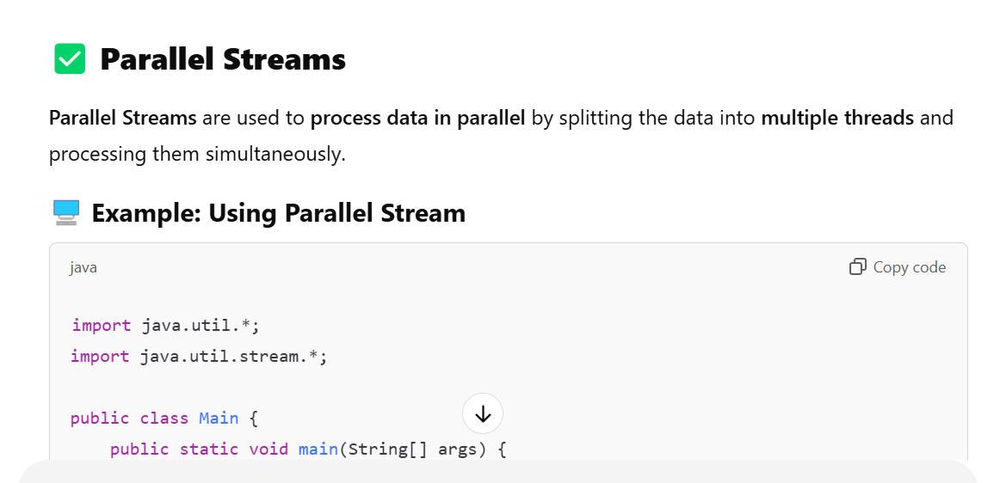 ✅ Parallel Streams
Parallel Streams are used to process data in parallel by splitting the data into multiple threads and
processing them simultaneously.
🖥️ Example: Using Parallel Stream
java
Copy code
import java.util.*;
import java.util.stream.*;
public class Main {
    public static void main(String[] args) {